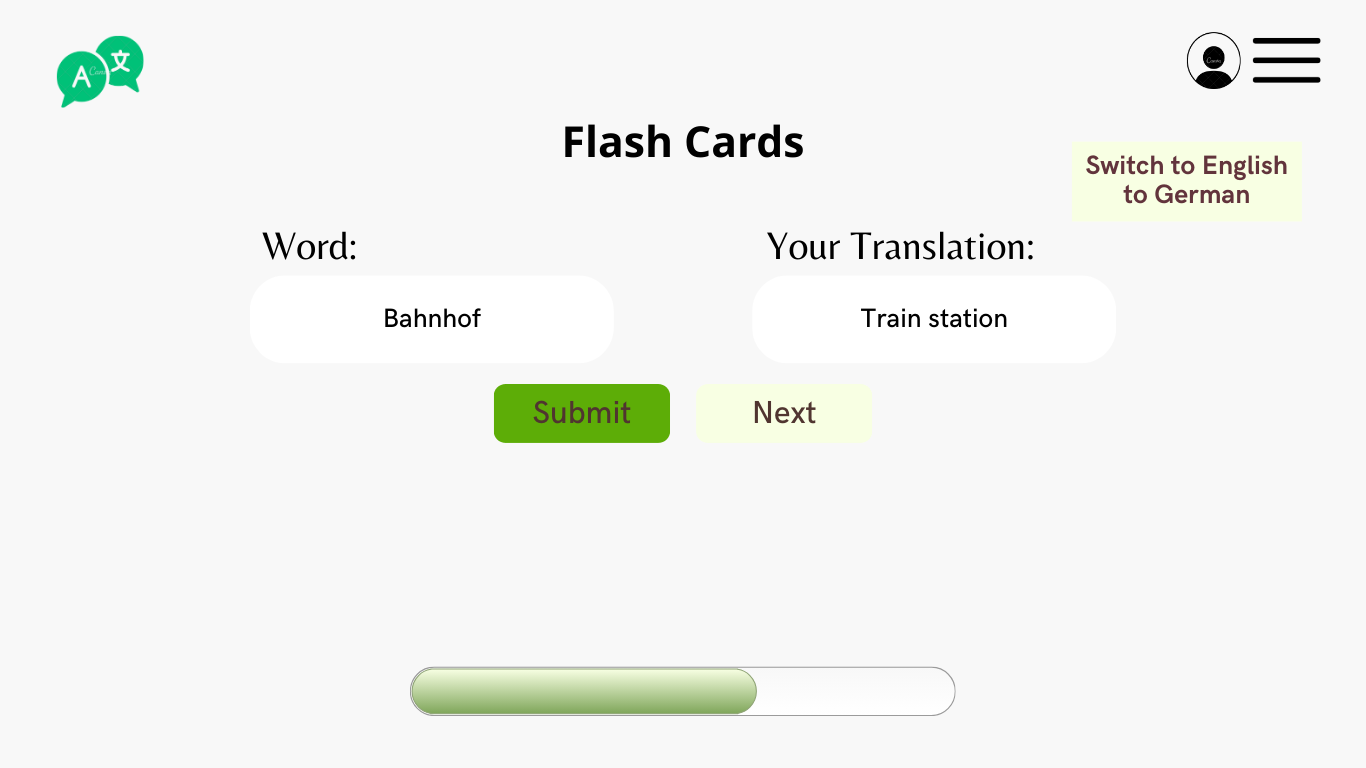 A 文
Flash Cards
Switch to English
to German
Word:
Your Translation:
Bahnhof
Train station
Submit
Next